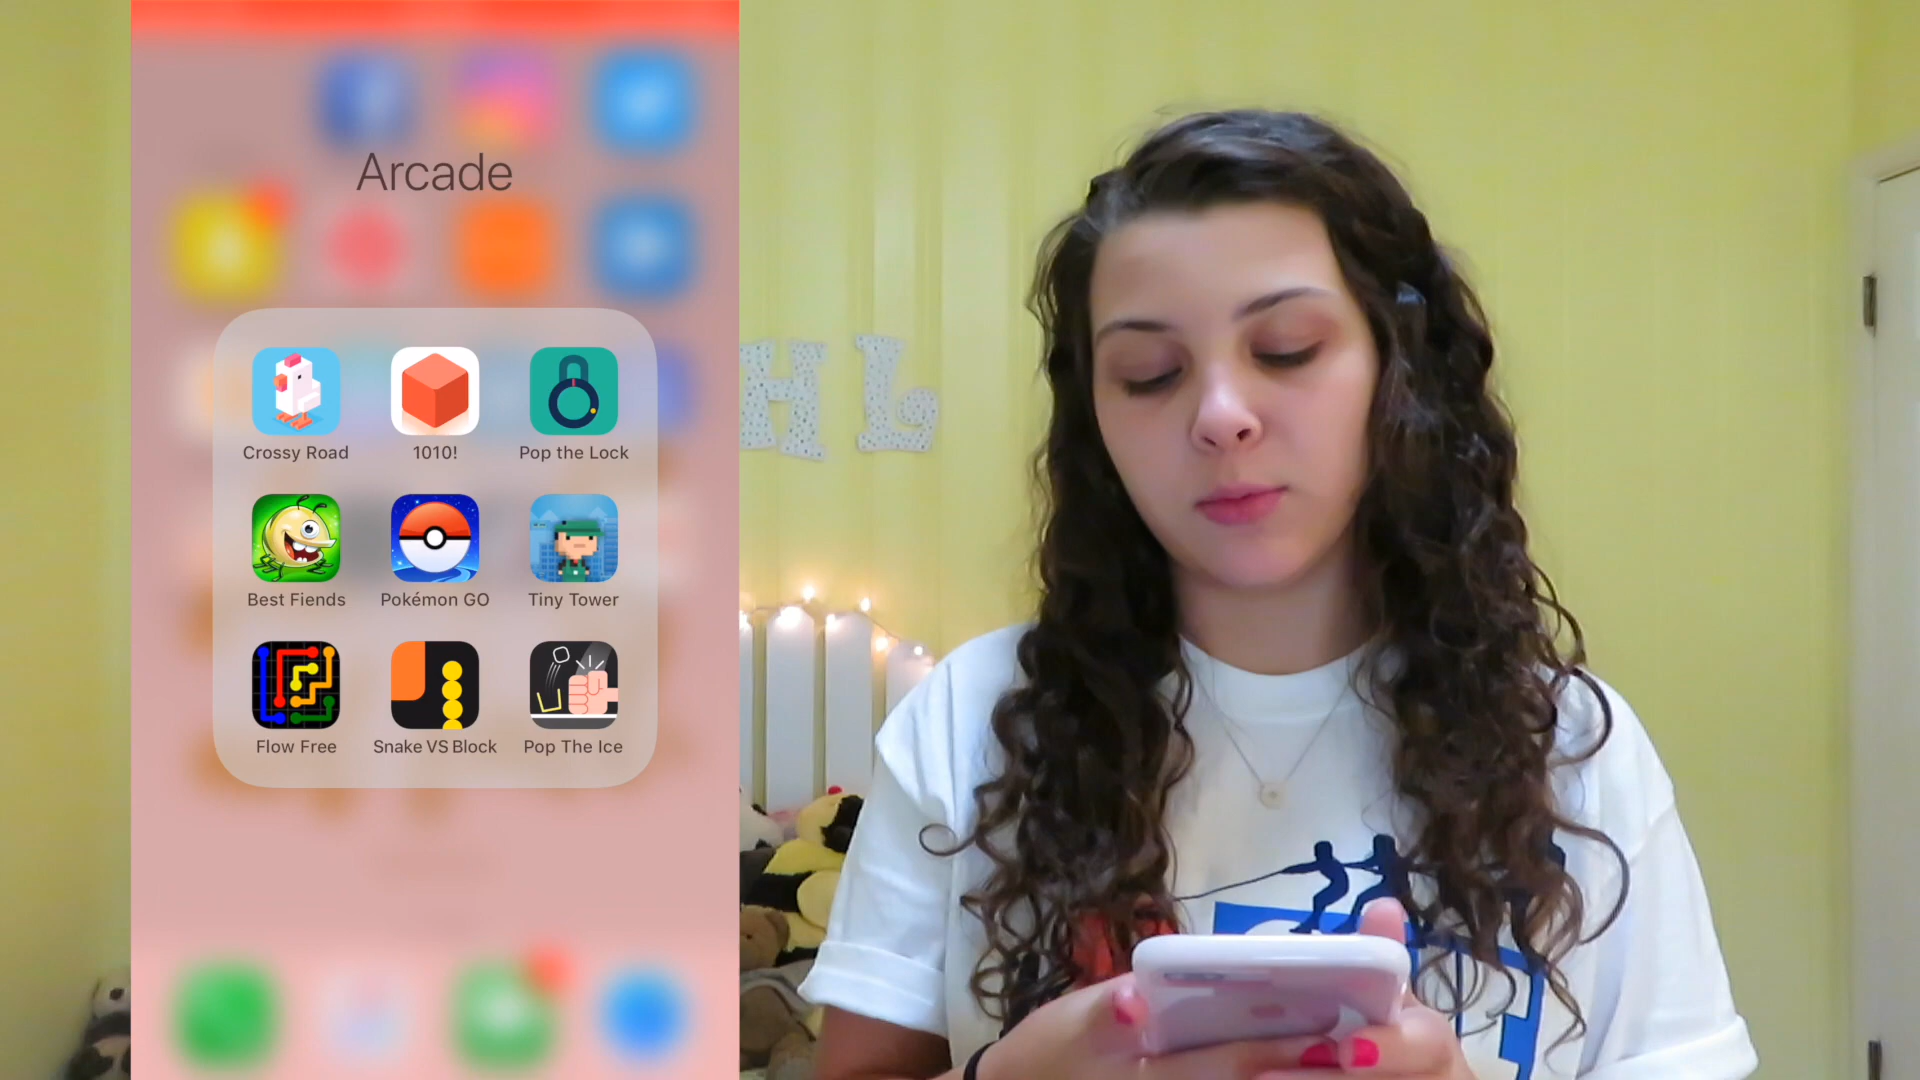 Arcade
Crossy Road
1010!
Pop the Lock
Best Fiends
Pokémon GO
Tiny Tower
Flow Free
Snake VS Block
Pop The Ice
H L